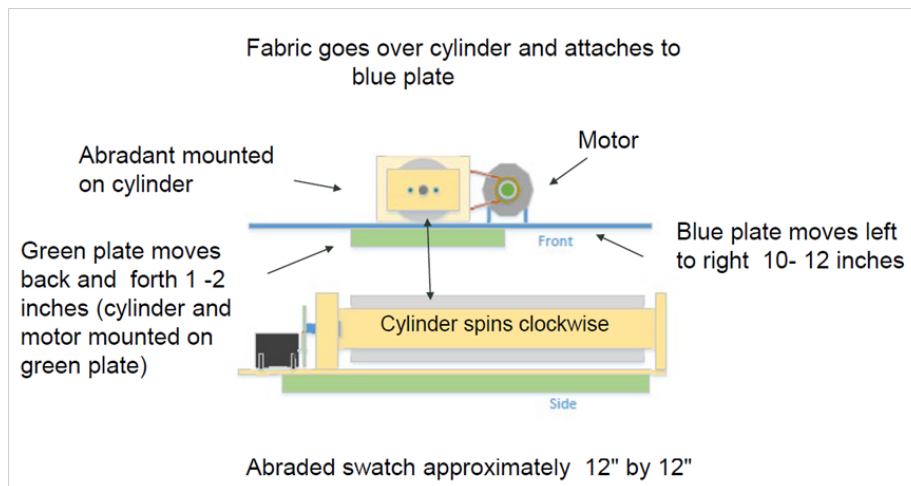 Fabric goes over cylinder and attaches to
blue plate
Abradant mounted
on cylinder
Motor
Front
Green plate moves
back and forth 1 -2
inches (cylinder and
motor mounted on
green plate)
Blue plate moves left
to right 10- 12 inches
Cylinder spins clockwise
Side
Abraded swatch approximately 12" by 12"